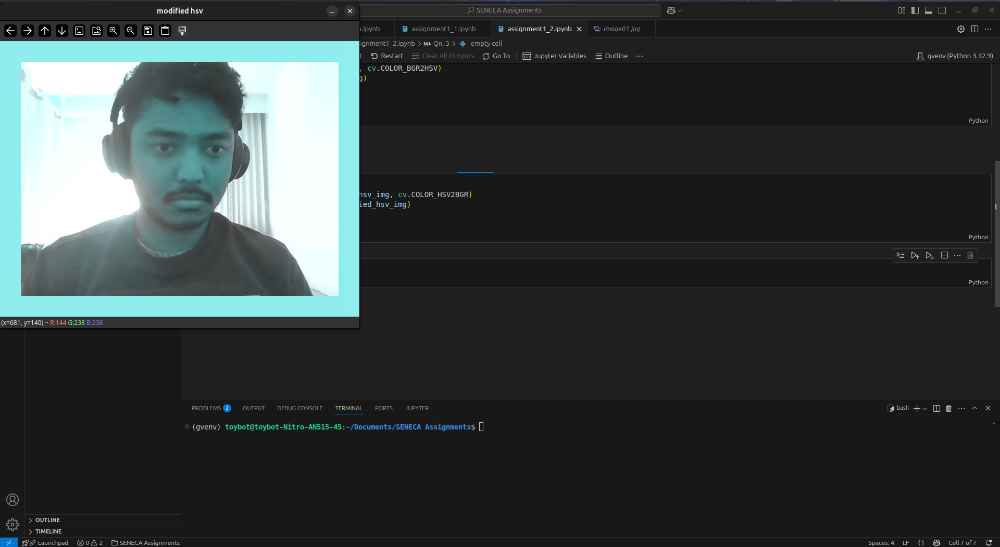 modified hsv
SENECA Assignments
a.ipynb
assignment1_1.ipynb
assignment1_2.ipynb
image01.jpg
ignment1_2.ipynb > M↓ Qn. 3 > empty cell
t Restart Clear All Outputs Go To Jupyter Variables Outline ...
gvenv (Python 3.12.9)
, cv.COLOR_BGR2HSV)
g)
Python
hsv_img, cv.COLOR_HSV2BGR)
ied_hsv_img)
Python
Python
(x=681, y=140) ~ R:144 G:238 B:238
PROBLEMS 2 OUTPUT DEBUG CONSOLE TERMINAL PORTS JUPYTER
bash
(gvenv) toybot@toybot-Nitro-AN515-45:~/Documents/SENECA Assignments$
OUTLINE
TIMELINE
Launchpad 0 2 SENECA Assignments
Spaces: 4 LF {} Cell 7 of 7